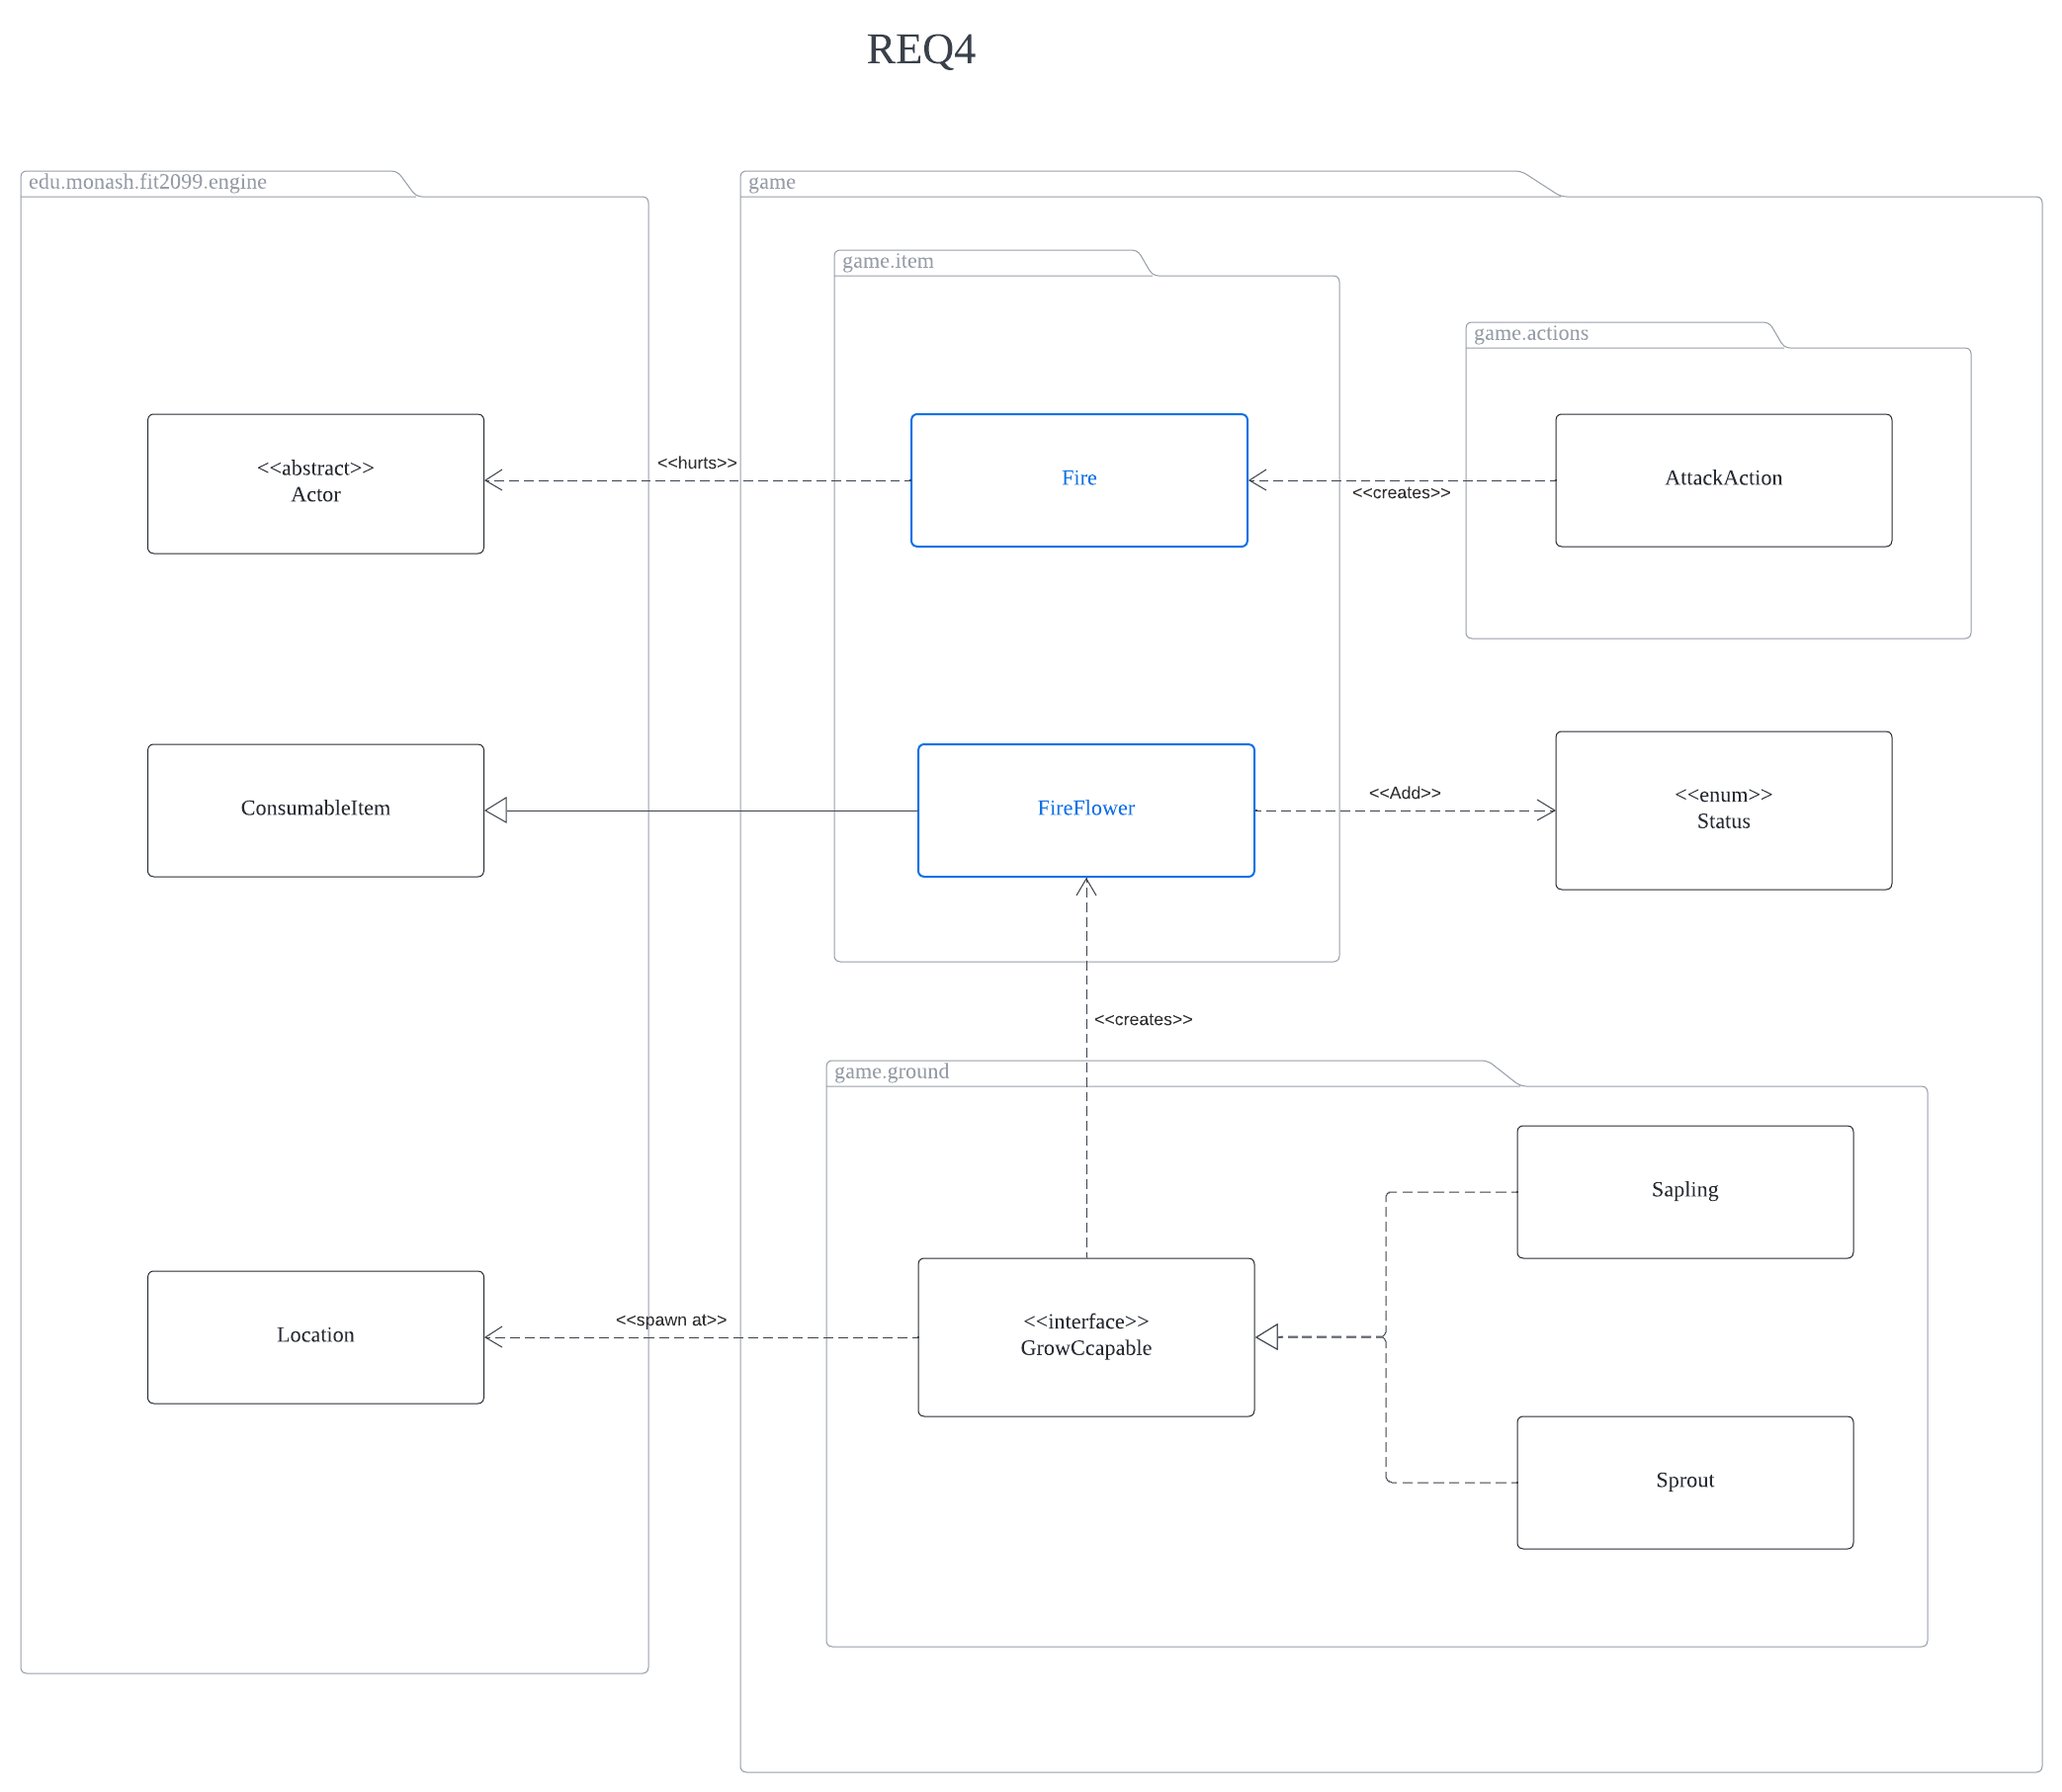 REQ4
edu.monash.fit2099.engine
game
game.item
game.actions
<<abstract>>
Actor
<<hurts>>
Fire
<<creates>>
AttackAction
ConsumableItem
FireFlower
<<Add>>
<<enum>>
Status
<<creates>>
game.ground
Sapling
Location
<<spawn at>>
<<interface>>
GrowCcapable
Sprout